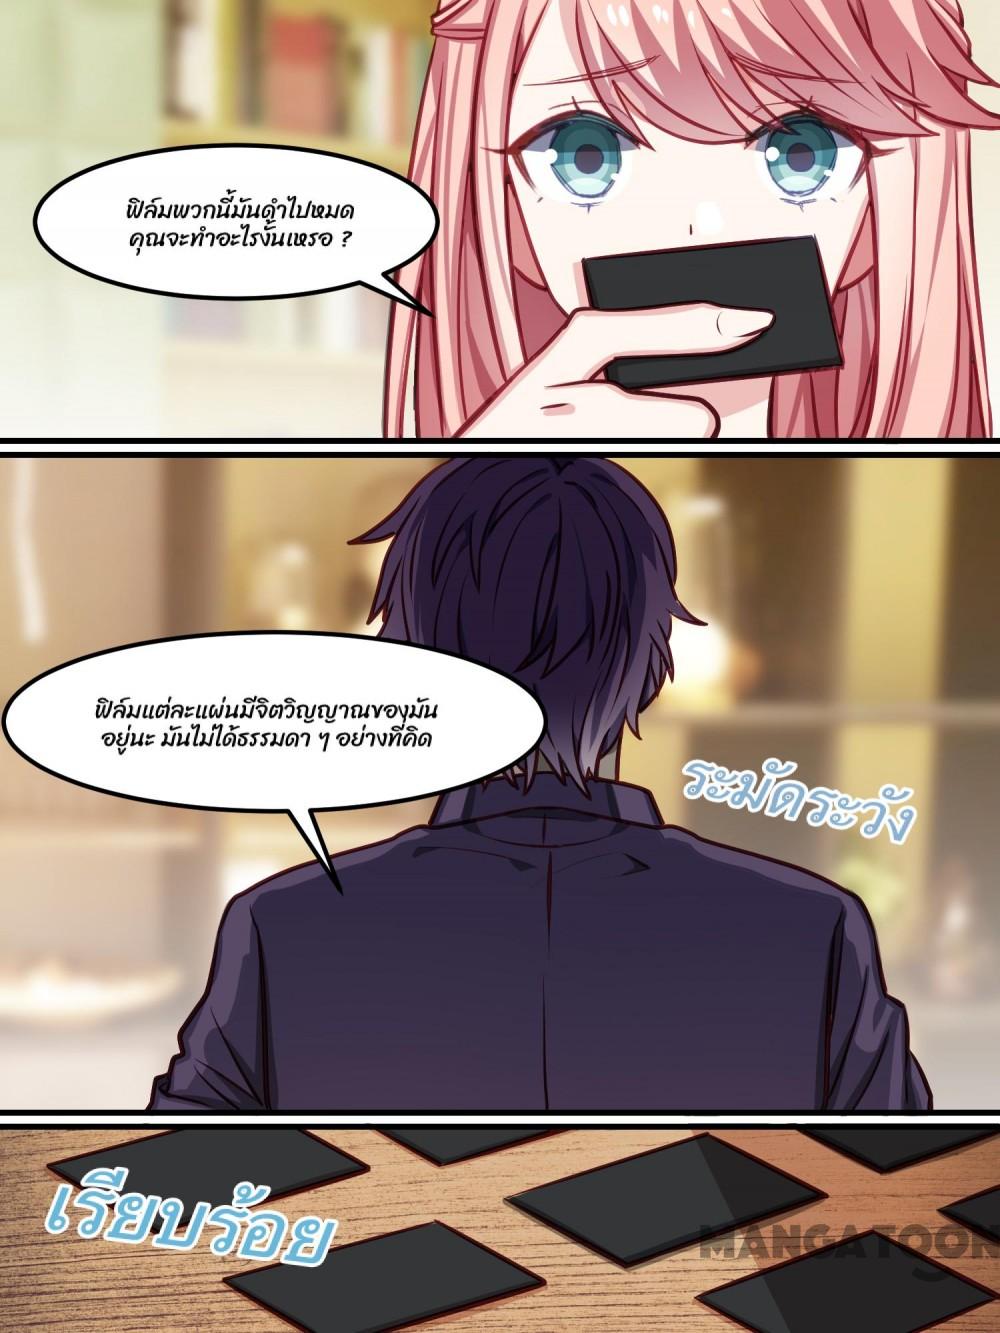 ฟิล์มพวกนี้มันดำไปหมด
คุณจะทำอะไรงั้นเหรอ ?
ฟิล์มแต่ละแผ่นมีจิตวิญญาณของมัน
อยู่นะ มันไม่ได้ธรรมดา ๆ อย่างที่คิด
ระมัดระวัง
เรียบร้อย
MANGATOON